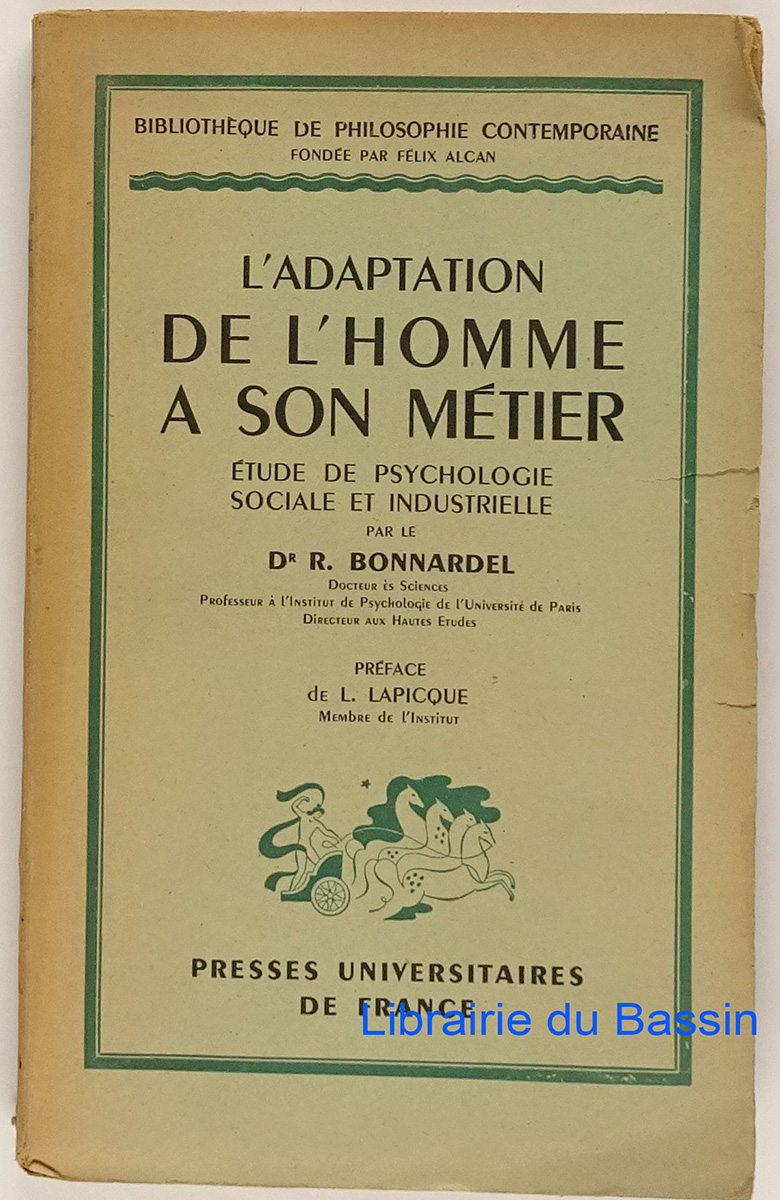 BIBLIOTHÈQUE DE PHILOSOPHIE CONTEMPORAINE
FONDÉE PAR FÉLIX ALCAN
L'ADAPTATION
DE L'HOMME
A SON MÉTIER
ÉTUDE DE PSYCHOLOGIE
SOCIALE ET INDUSTRIELLE
PAR LE
DR R. BONNARDEL
DOCTEUR ÈS SCIENCES
PROFESSEUR À L'INSTITUT DE PSYCHOLOGIE DE L'UNIVERSITÉ DE PARIS
DIRECTEUR AUX HAUTES ETUDES
PRÉFACE
de L. LAPICQUE
MEMBRE DE L'INSTITUT
PRESSES UNIVERSITAIRES
DE FRANCE
Librairie du Bassin